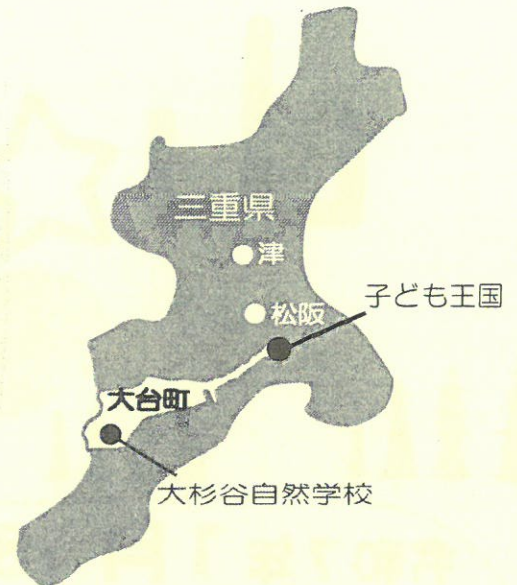 三重県
津
松阪
子ども王国
大台町
大杉谷自然学校